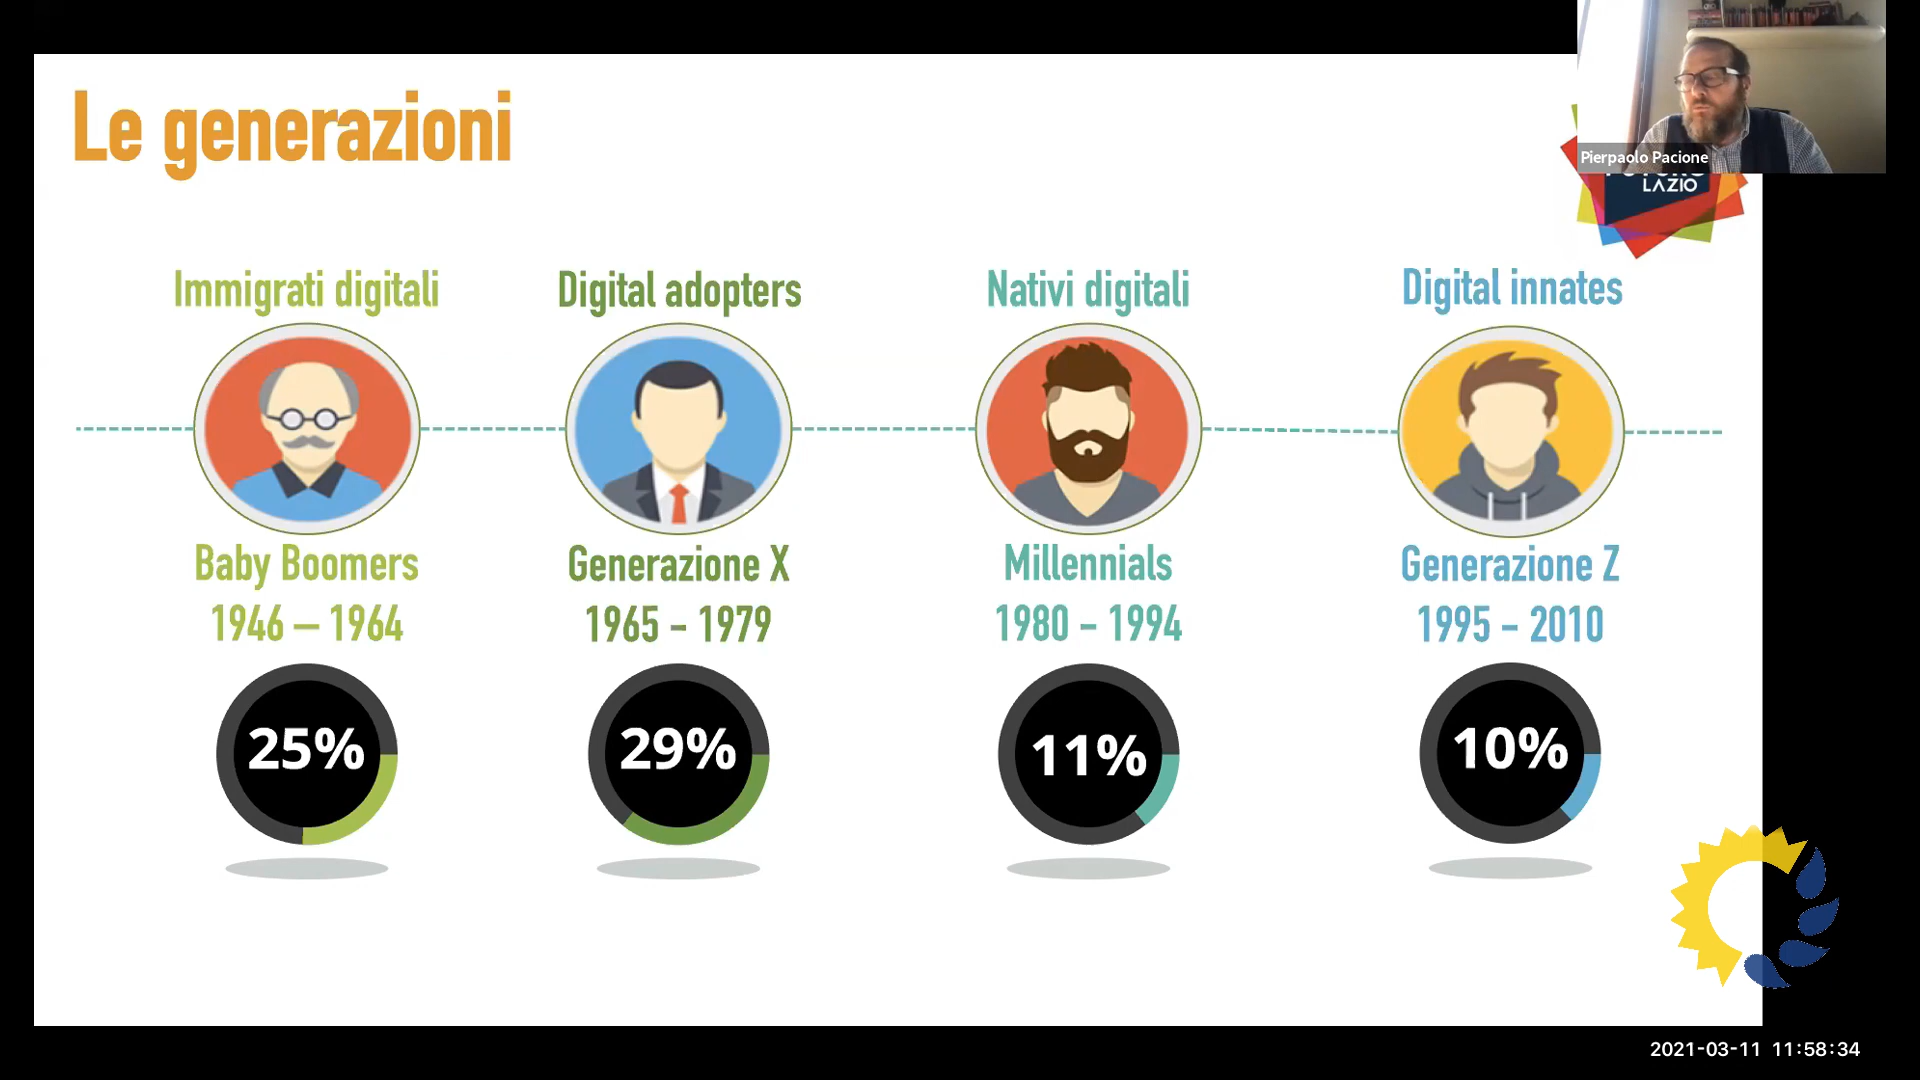 Le generazioni
Pierpaolo Pacione
LAZIO
Immigrati digitali
Digital adopters
Nativi digitali
Digital innates
Baby Boomers
Generazione X
Millennials
Generazione Z
1946 – 1964
1965 - 1979
1980 - 1994
1995 - 2010
25%
29%
11%
10%
2021-03-11 11:58:34